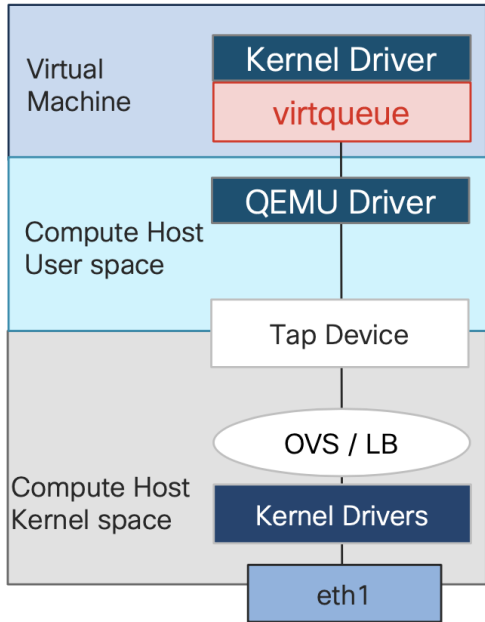 Virtual
Machine
Kernel Driver
virtqueue
Compute Host
User space
QEMU Driver
Tap Device
OVS / LB
Compute Host
Kernel space
Kernel Drivers
eth1